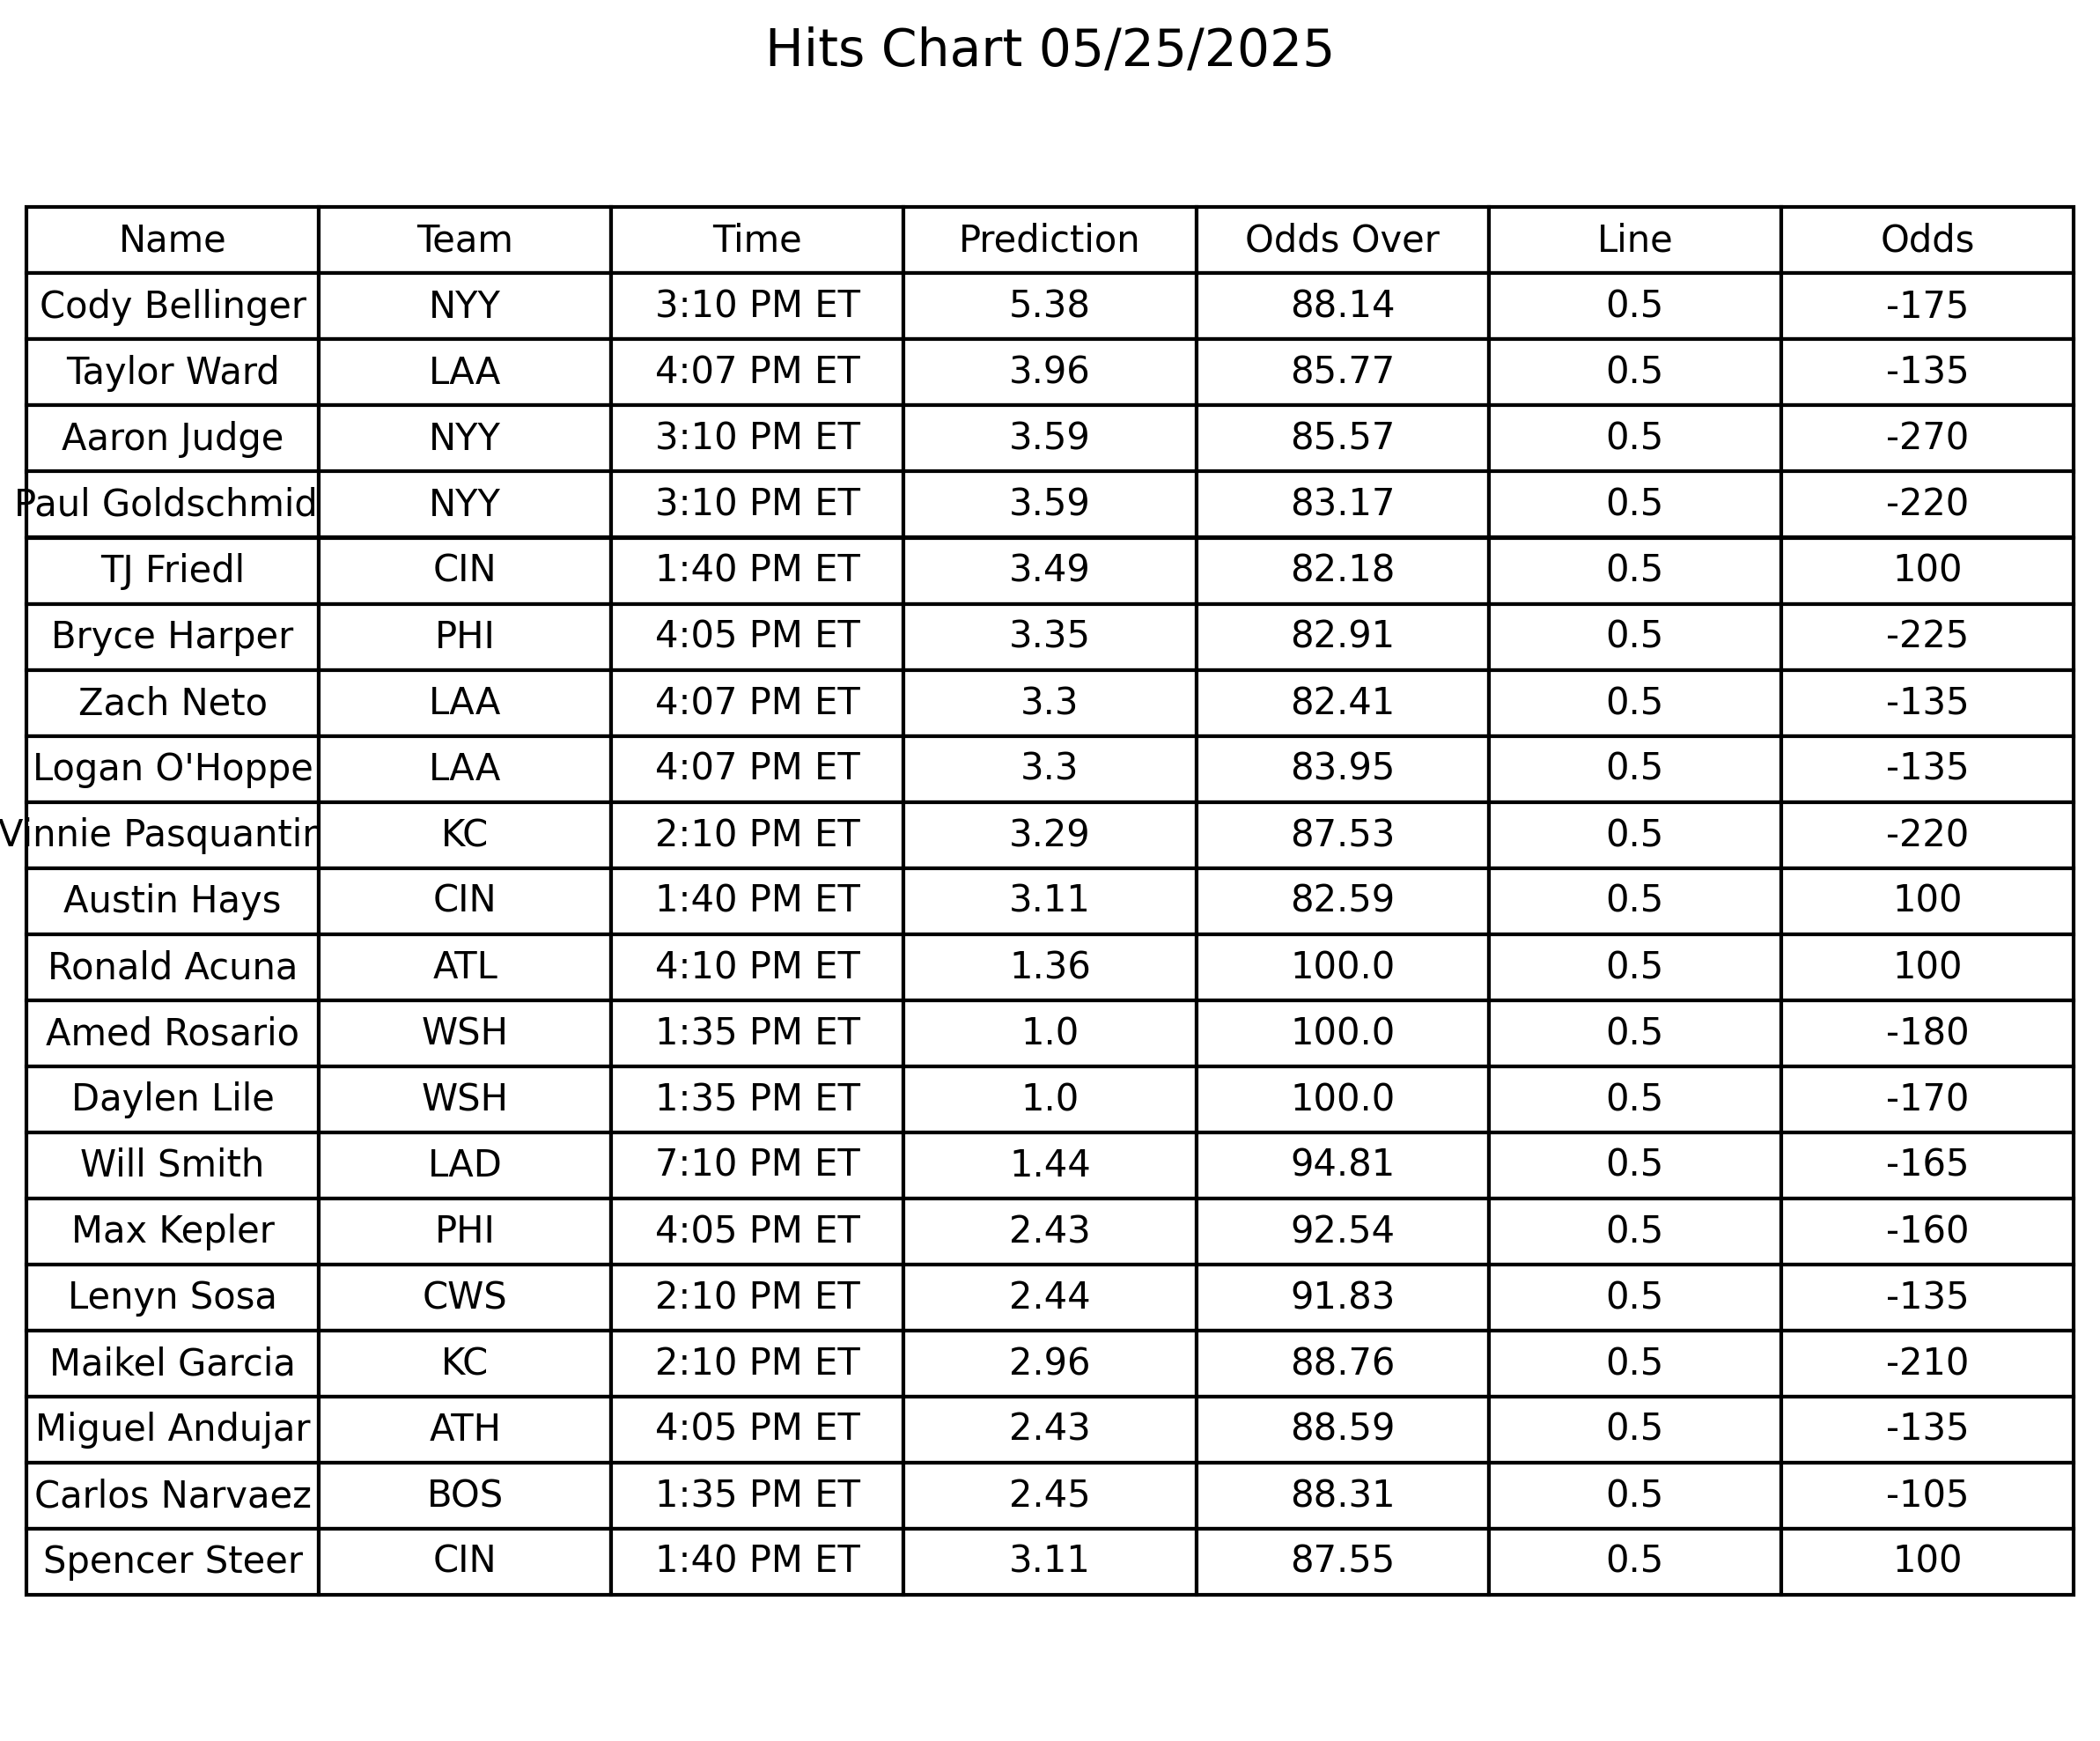 Hits Chart 05/25/2025
Name Team Time Prediction Odds Over Line Odds
Cody Bellinger NYY 3:10 PM ET 5.38 88.14 0.5 -175
Taylor Ward LAA 4:07 PM ET 3.96 85.77 0.5 -135
Aaron Judge NYY 3:10 PM ET 3.59 85.57 0.5 -270
Paul Goldschmid NYY 3:10 PM ET 3.59 83.17 0.5 -220
TJ Friedl CIN 1:40 PM ET 3.49 82.18 0.5 100
Bryce Harper PHI 4:05 PM ET 3.35 82.91 0.5 -225
Zach Neto LAA 4:07 PM ET 3.3 82.41 0.5 -135
Logan O'Hoppe LAA 4:07 PM ET 3.3 83.95 0.5 -135
Vinnie Pasquantin KC 2:10 PM ET 3.29 87.53 0.5 -220
Austin Hays CIN 1:40 PM ET 3.11 82.59 0.5 100
Ronald Acuna ATL 4:10 PM ET 1.36 100.0 0.5 100
Amed Rosario WSH 1:35 PM ET 1.0 100.0 0.5 -180
Daylen Lile WSH 1:35 PM ET 1.0 100.0 0.5 -170
Will Smith LAD 7:10 PM ET 1.44 94.81 0.5 -165
Max Kepler PHI 4:05 PM ET 2.43 92.54 0.5 -160
Lenyn Sosa CWS 2:10 PM ET 2.44 91.83 0.5 -135
Maikel Garcia KC 2:10 PM ET 2.96 88.76 0.5 -210
Miguel Andujar ATH 4:05 PM ET 2.43 88.59 0.5 -135
Carlos Narvaez BOS 1:35 PM ET 2.45 88.31 0.5 -105
Spencer Steer CIN 1:40 PM ET 3.11 87.55 0.5 100